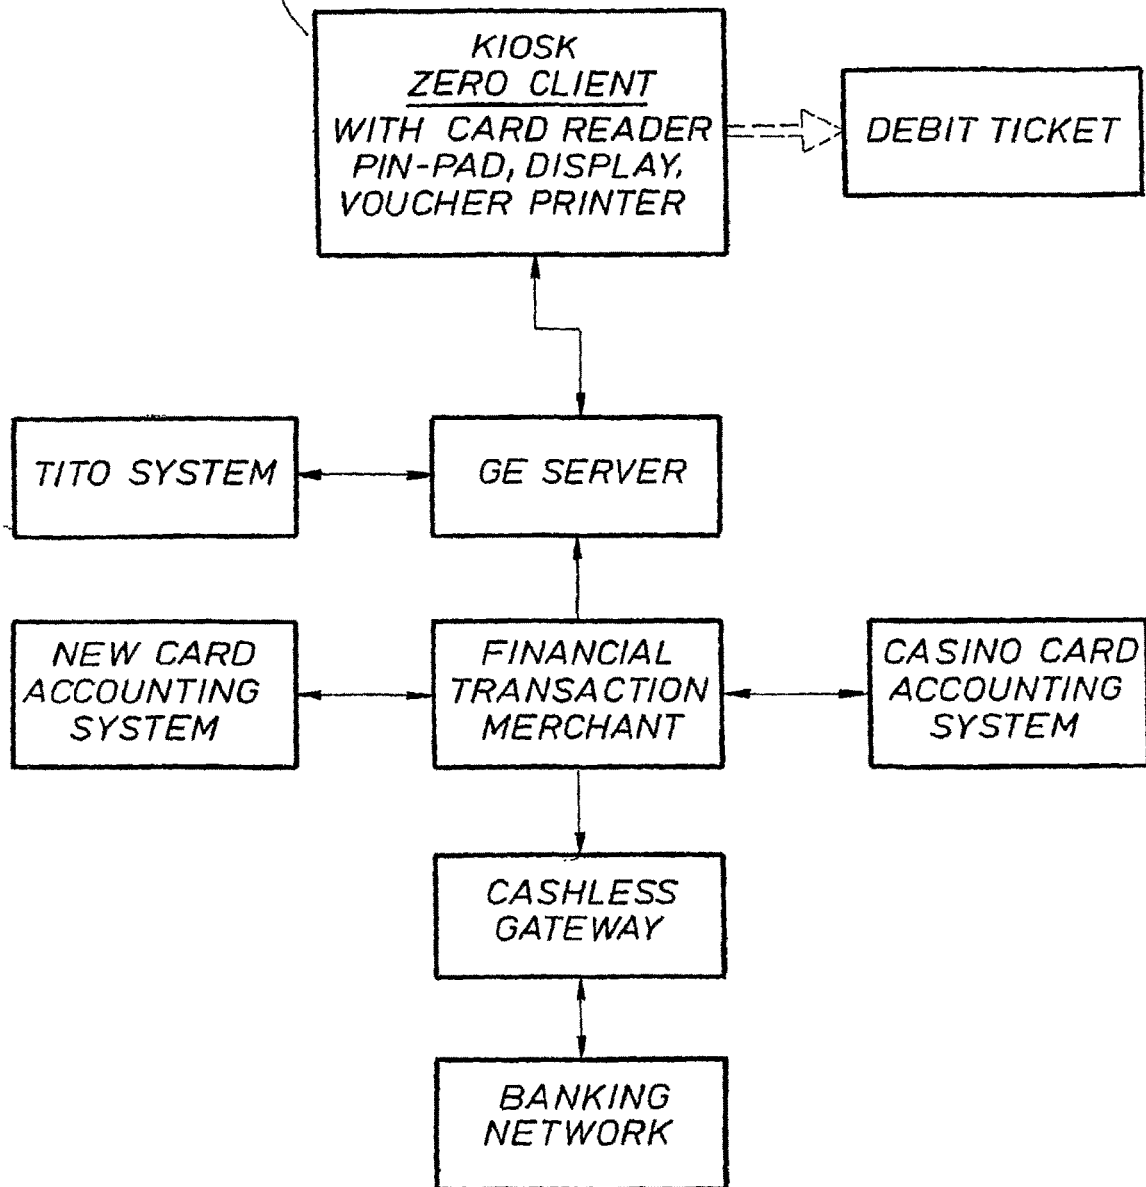 KIOSK
ZERO CLIENT
WITH CARD READER
PIN-PAD, DISPLAY,
VOUCHER PRINTER
DEBIT TICKET
TITO SYSTEM
GE SERVER
NEW CARD
ACCOUNTING
SYSTEM
FINANCIAL
TRANSACTION
MERCHANT
CASINO CARD
ACCOUNTING
SYSTEM
CASHLESS
GATEWAY
BANKING
NETWORK